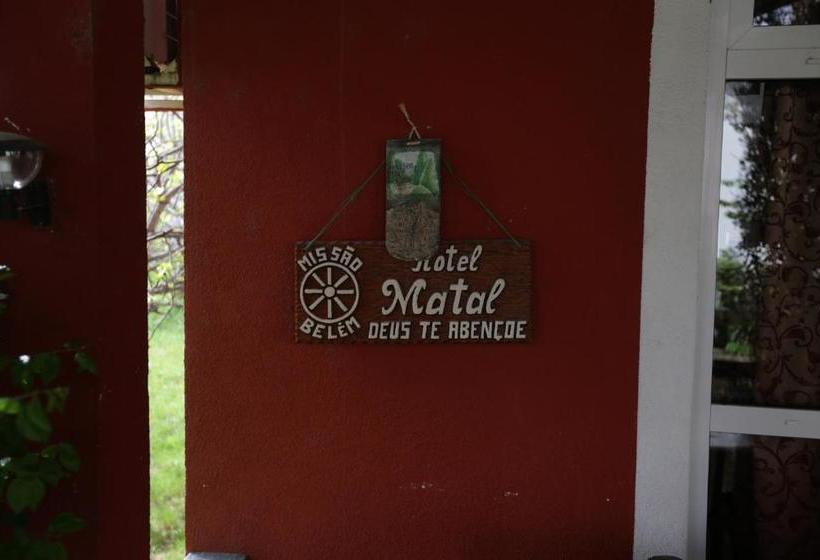 MISSÃO
BELÉM
Hotel
Matal
DEUS TE ABENÇOE